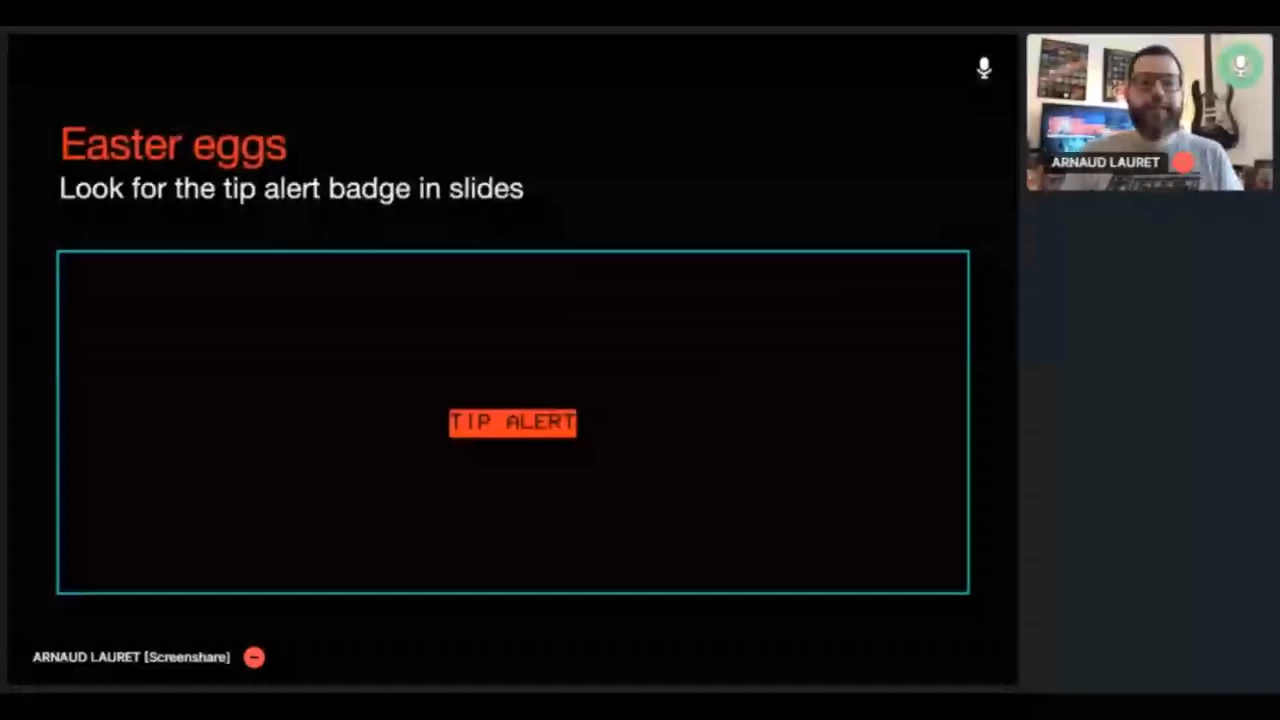 Easter eggs
Look for the tip alert badge in slides
TIP ALERT
ARNAUD LAURET [Screenshare]
ARNAUD LAURET